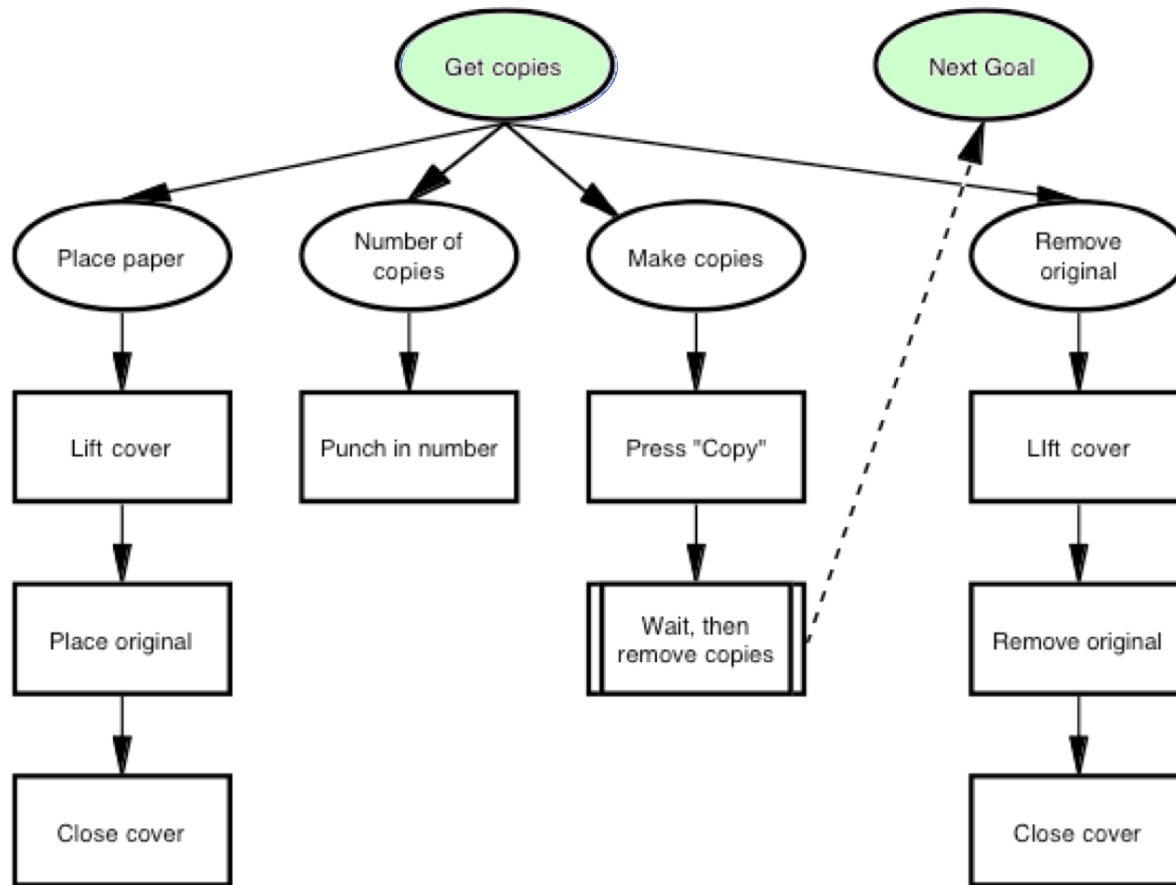 Get copies
Next Goal
Place paper
Number of
copies
Make copies
Remove
original
Lift cover
Punch in number
Press "Copy"
LIft cover
Place original
Wait, then
remove copies
Remove original
Close cover
Close cover